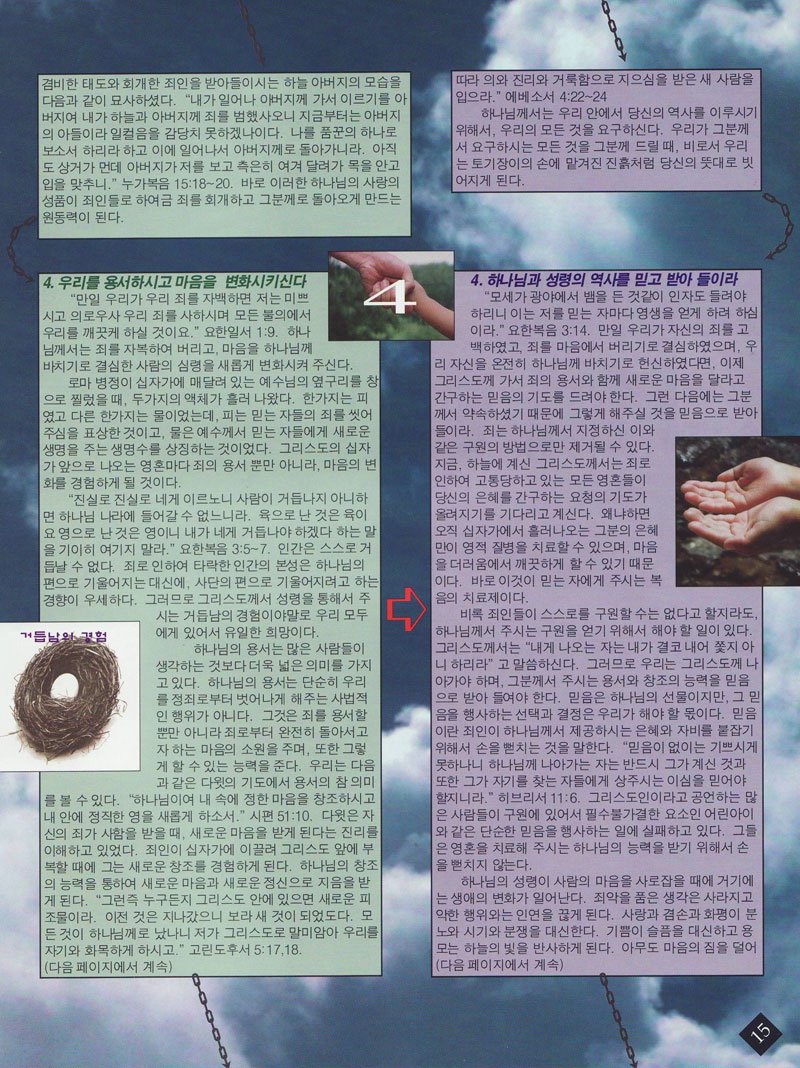 겸비한 태도와 회개한 죄인을 받아들이시는 하늘 아버지의 모습을
다음과 같이 묘사하셨다. “내가 일어나 아버지께 가서 이르기를 아
버지여 내가 하늘과 아버지께 죄를 범했사오니 지금부터는 아버지
의 아들이라 일컬음을 감당치 못하겠나이다. 나를 품꾼의 하나로
보소서 하리라 하고 이에 일어나서 아버지께로 돌아가니라. 아직
도 상거가 먼데 아버지가 저를 보고 측은히 여겨 달려가 목을 안고
입을 맞추니.” 누가복음 15:18~20. 바로 이러한 하나님의 사랑의
성품이 죄인들로 하여금 죄를 회개하고 그분께로 돌아오게 만드는
원동력이 된다.
4. 우리를 용서하시고 마음을 변화시키신다
“만일 우리가 우리 죄를 자백하면 저는 미쁘
시고 의로우사 우리 죄를 사하시며 모든 불의에서
우리를 깨끗케 하실 것이요.” 요한일서 1:9. 하나
님께서는 죄를 자복하여 버리고, 마음을 하나님께
바치기로 결심한 사람의 심령을 새롭게 변화시켜 주신다.
로마 병정이 십자가에 매달려 있는 예수님의 옆구리를 창
으로 찔렀을 때, 두가지의 액체가 흘러 나왔다. 한가지는 피
였고 다른 한가지는 물이었는데, 피는 믿는 자들의 죄를 씻어
주심을 표상한 것이고, 물은 예수께서 믿는 자들에게 새로운
생명을 주는 생명수를 상징하는 것이었다. 그리스도의 십자
가 앞으로 나오는 영혼마다 죄의 용서 뿐만 아니라, 마음의 변
화를 경험하게 될 것이다.
“진실로 진실로 네게 이르노니 사람이 거듭나지 아니하
면 하나님 나라에 들어갈 수 없느니라. 육으로 난 것은 육이
요 영으로 난 것은 영이니 내가 네게 거듭나야 하겠다 하는 말
을 기이히 여기지 말라.” 요한복음 3:5~7. 인간은 스스로 거
듭날 수 없다. 죄로 인하여 타락한 인간의 본성은 하나님의
편으로 기울어지는 대신에, 사단의 편으로 기울어지려고 하는
경향이 우세하다. 그러므로 그리스도께서 성령을 통해서 주
시는 거듭남의 경험이야말로 우리 모두
에게 있어서 유일한 희망이다.
거듭남의 경험
하나님의 용서는 많은 사람들이
생각하는 것보다 더욱 넓은 의미를 가지
고 있다. 하나님의 용서는 단순히 우리
를 정죄로부터 벗어나게 해주는 사법적
인 행위가 아니다. 그것은 죄를 용서할
뿐만 아니라 죄로부터 완전히 돌아서고
자 하는 마음의 소원을 주며, 또한 그렇
게 할 수 있는 능력을 준다. 우리는 다음
과 같은 다윗의 기도에서 용서의 참 의미
를 볼 수 있다. “하나님이여 내 속에 정한 마음을 창조하시고
내 안에 정직한 영을 새롭게 하소서.” 시편 51:10. 다윗은 자
신의 죄가 사함을 받을 때, 새로운 마음을 받게 된다는 진리를
이해하고 있었다. 죄인이 십자가에 이끌려 그리스도 앞에 부
복할 때에 그는 새로운 창조를 경험하게 된다. 하나님의 창조
의 능력을 통하여 새로운 마음과 새로운 정신으로 지음을 받
게 된다. “그런즉 누구든지 그리스도 안에 있으면 새로운 피
조물이라. 이전 것은 지나갔으니 보라 새 것이 되었도다. 모
든 것이 하나님께로 났나니 저가 그리스도로 말미암아 우리를
자기와 화목하게 하시고.” 고린도후서 5:17,18.
(다음 페이지에서 계속)
4
따라 의와 진리와 거룩함으로 지으심을 받은 새 사람을
입으라.” 에베소서 4:22~24
하나님께서는 우리 안에서 당신의 역사를 이루시기
위해서, 우리의 모든 것을 요구하신다. 우리가 그분께
서 요구하시는 모든 것을 그분께 드릴 때, 비로서 우리
는 토기장이의 손에 맡겨진 진흙처럼 당신의 뜻대로 빚
어지게 된다.
4. 하나님과 성령의 역사를 믿고 받아 들이라
“모세가 광야에서 뱀을 든 것같이 인자도 들려야
하리니 이는 저를 믿는 자마다 영생을 얻게 하려 하심
이라.” 요한복음 3:14. 만일 우리가 자신의 죄를 고
백하였고, 죄를 마음에서 버리기로 결심하였으며, 우
리 자신을 온전히 하나님께 바치기로 헌신하였다면, 이제
그리스도께 가서 죄의 용서와 함께 새로운 마음을 달라고
간구하는 믿음의 기도를 드려야 한다. 그런 다음에는 그분
께서 약속하셨기 때문에 그렇게 해주실 것을 믿음으로 받아
들이라. 죄는 하나님께서 지정하신 이와
같은 구원의 방법으로만 제거될 수 있다.
지금, 하늘에 계신 그리스도께서는 죄로
인하여 고통당하고 있는 모든 영혼들이
당신의 은혜를 간구하는 요청의 기도가
올려지기를 기다리고 계신다. 왜냐하면
오직 십자가에서 흘러나오는 그분의 은혜
만이 영적 질병을 치료할 수 있으며, 마음
을 더러움에서 깨끗하게 할 수 있기 때문
이다. 바로 이것이 믿는 자에게 주시는 복
음의 치료제이다.
비록 죄인들이 스스로를 구원할 수는 없다고 할지라도,
하나님께서 주시는 구원을 얻기 위해서 해야 할 일이 있다.
그리스도께서는 “내게 나오는 자는 내가 결코 내어 쫓지 아
니 하리라” 고 말씀하신다. 그러므로 우리는 그리스도께 나
아가야 하며, 그분께서 주시는 용서와 창조의 능력을 믿음
으로 받아 들여야 한다. 믿음은 하나님의 선물이지만, 그 믿
음을 행사하는 선택과 결정은 우리가 해야 할 몫이다. 믿음
이란 죄인이 하나님께서 제공하시는 은혜와 자비를 붙잡기
위해서 손을 뻗치는 것을 말한다. “믿음이 없이는 기쁘시게
못하나니 하나님께 나아가는 자는 반드시 그가 계신 것과
또한 그가 자기를 찾는 자들에게 상주시는 이심을 믿어야
할지니라.” 히브리서 11:6. 그리스도인이라고 공언하는 많
은 사람들이 구원에 있어서 필수불가결한 요소인 어린아이
와 같은 단순한 믿음을 행사하는 일에 실패하고 있다. 그들
은 영혼을 치료해 주시는 하나님의 능력을 받기 위해서 손
을 뻗치지 않는다.
하나님의 성령이 사람의 마음을 사로잡을 때에 거기에
는 생애의 변화가 일어난다. 죄악을 품은 생각은 사라지고
악한 행위와는 인연을 끊게 된다. 사랑과 겸손과 화평이 분
노와 시기와 분쟁을 대신한다. 기쁨이 슬픔을 대신하고 용
모는 하늘의 빛을 반사하게 된다. 아무도 마음의 짐을 덜어
(다음 페이지에서 계속)
15